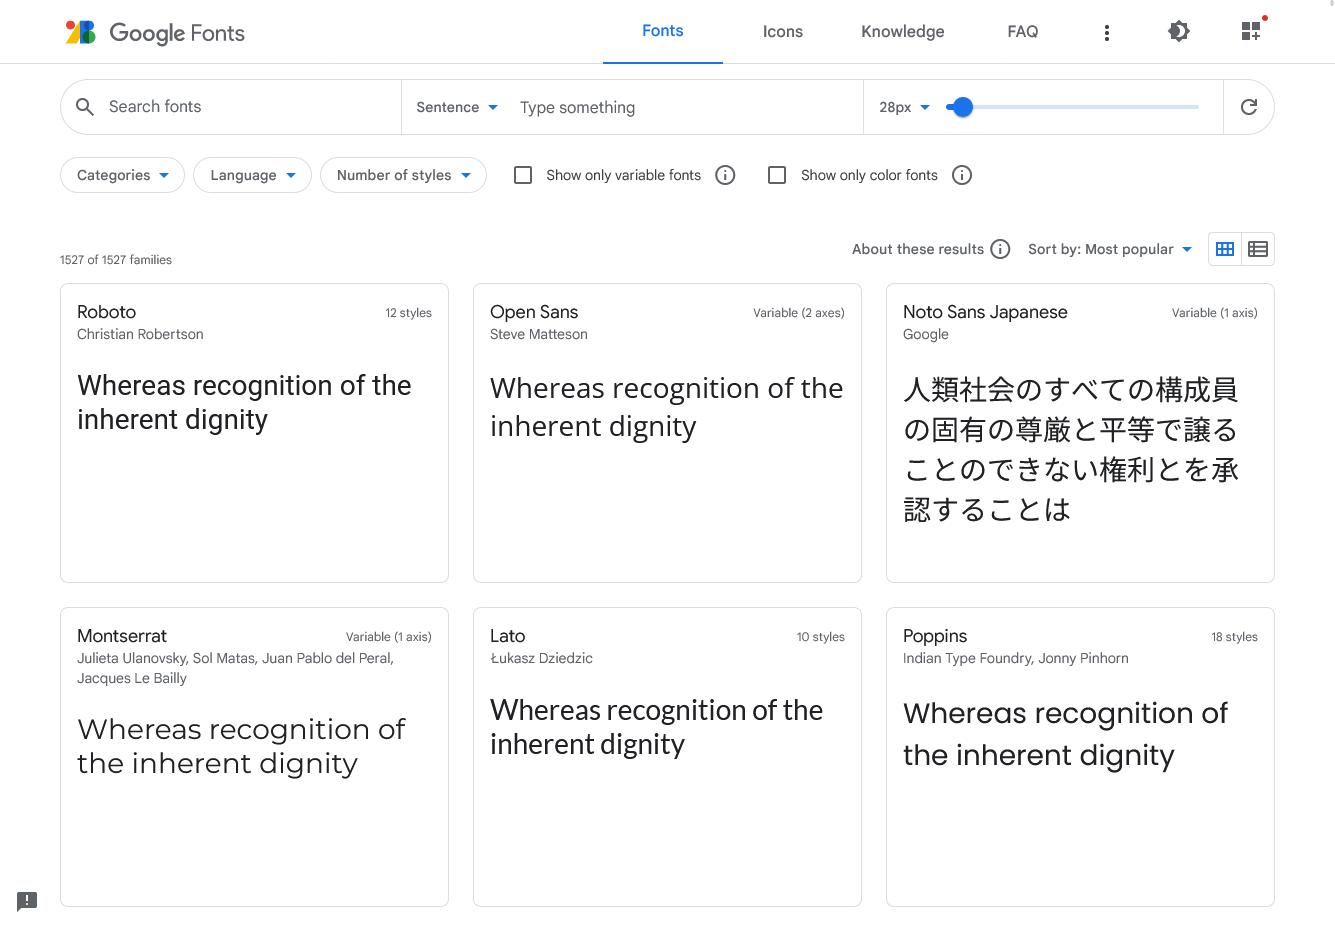 Google Fonts
Fonts
Icons
Knowledge
FAQ
Search fonts
Sentence
Type something
28px
Categories
Language
Number of styles
Show only variable fonts
Show only color fonts
1527 of 1527 families
About these results
Sort by: Most popular
Roboto
12 styles
Christian Robertson
Whereas recognition of the
inherent dignity
Open Sans
Variable (2 axes)
Steve Matteson
Whereas recognition of the
inherent dignity
Noto Sans Japanese
Variable (1 axis)
Google
人類社会のすべての構成員
の固有の尊厳と平等で譲る
ことのできない権利とを承
認することは
Montserrat
Variable (1 axis)
Julieta Ulanovsky, Sol Matas, Juan Pablo del Peral,
Jacques Le Bailly
Whereas recognition of
the inherent dignity
Lato
10 styles
Łukasz Dziedzic
Whereas recognition of the
inherent dignity
Poppins
18 styles
Indian Type Foundry, Jonny Pinhorn
Whereas recognition of
the inherent dignity